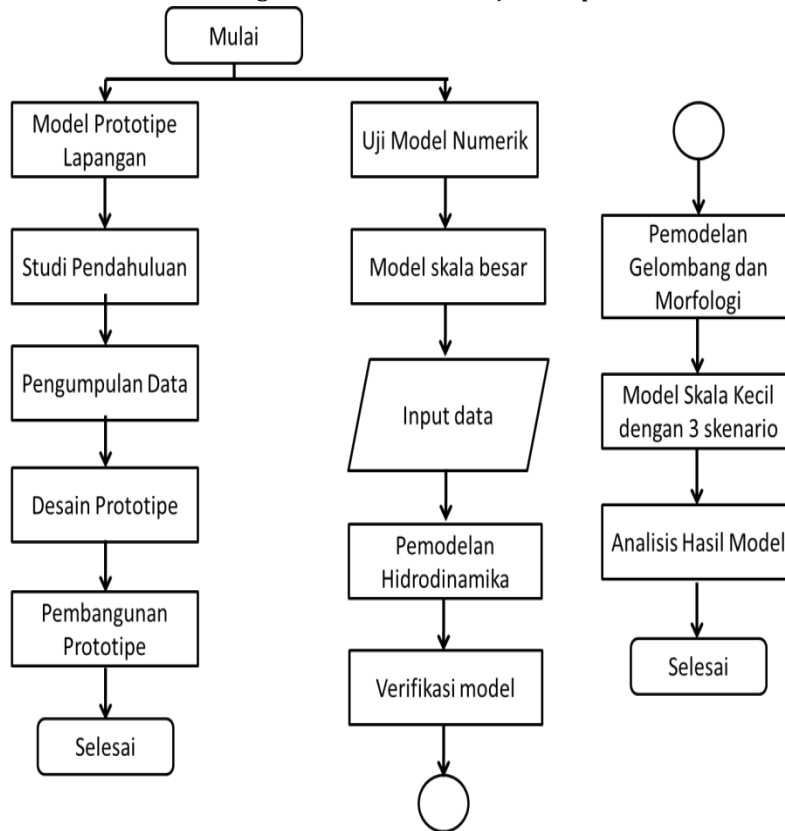 Mulai
Model Prototipe
Lapangan
Studi Pendahuluan
Pengumpulan Data
Desain Prototipe
Pembangunan
Prototipe
Selesai
Uji Model Numerik
Model skala besar
Input data
Pemodelan
Hidrodinamika
Verifikasi model
Pemodelan
Gelombang dan
Morfologi
Model Skala Kecil
dengan 3 skenario
Analisis Hasil Model
Selesai